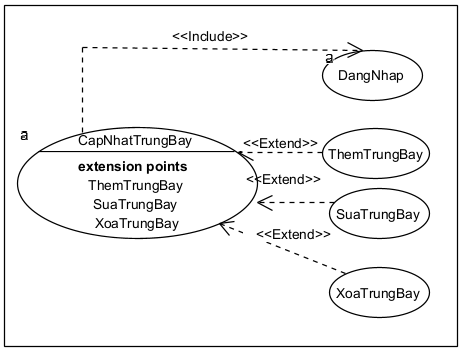 <<Include>>
a
DangNhap
a
CapNhatTrungBay
extension points
ThemTrungBay
SuaTrungBay
XoaTrungBay
<<Extend>>
ThemTrungBay
<<Extend>>
SuaTrungBay
<<Extend>>
XoaTrungBay